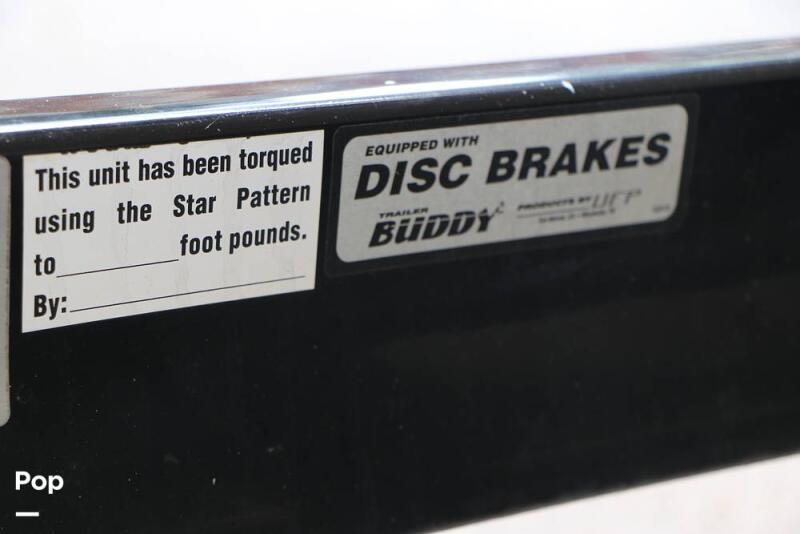 This unit has been torqued
using the Star Pattern
to__________foot pounds.
By:____________________
EQUIPPED WITH
DISC BRAKES
TRAILER
BUDDY
PRODUCTS BY UFP
Pop